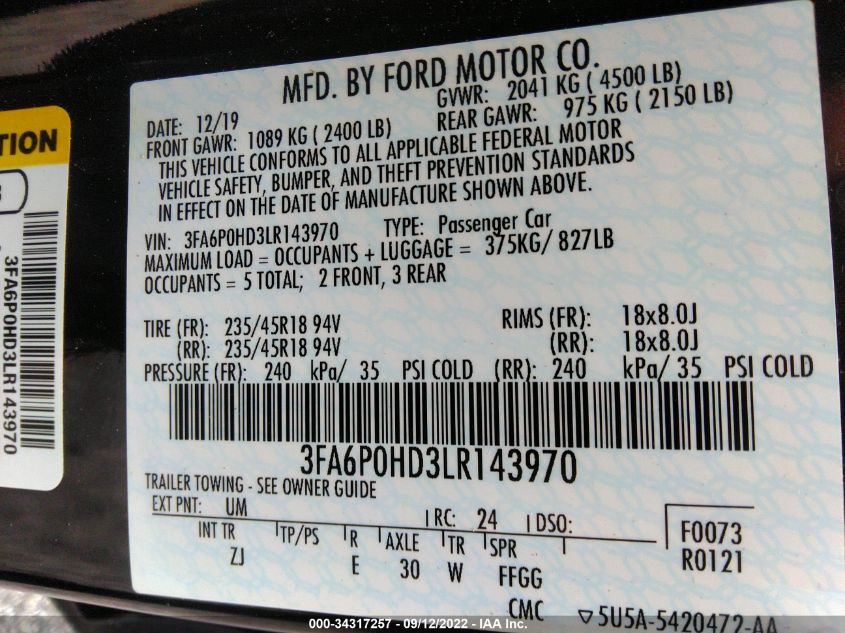 MFD. BY FORD MOTOR CO.
DATE: 12/19 GVWR: 2041 KG ( 4500 LB)
FRONT GAWR: 1089 KG ( 2400 LB) REAR GAWR: 975 KG ( 2150 LB)
THIS VEHICLE CONFORMS TO ALL APPLICABLE FEDERAL MOTOR
VEHICLE SAFETY, BUMPER, AND THEFT PREVENTION STANDARDS
IN EFFECT ON THE DATE OF MANUFACTURE SHOWN ABOVE.
VIN: 3FA6P0HD3LR143970 TYPE: Passenger Car
MAXIMUM LOAD = OCCUPANTS + LUGGAGE = 375KG/ 827LB
OCCUPANTS = 5 TOTAL; 2 FRONT, 3 REAR
TIRE (FR): 235/45R18 94V RIMS (FR): 18x8.0J
(RR): 235/45R18 94V (RR): 18x8.0J
PRESSURE (FR): 240 kPa/ 35 PSI COLD (RR): 240 kPa/ 35 PSI COLD
3FA6P0HD3LR143970
TRAILER TOWING - SEE OWNER GUIDE
EXT PNT: UM RC: 24 DSO: F0073
INT TR TP/PS R AXLE TR SPR R0121
ZJ E 30 W FFGG
CMC 5U5A-5420472-AA
TION
3FA6P0HD3LR143970
000-34317257 - 09/12/2022 - IAA Inc.